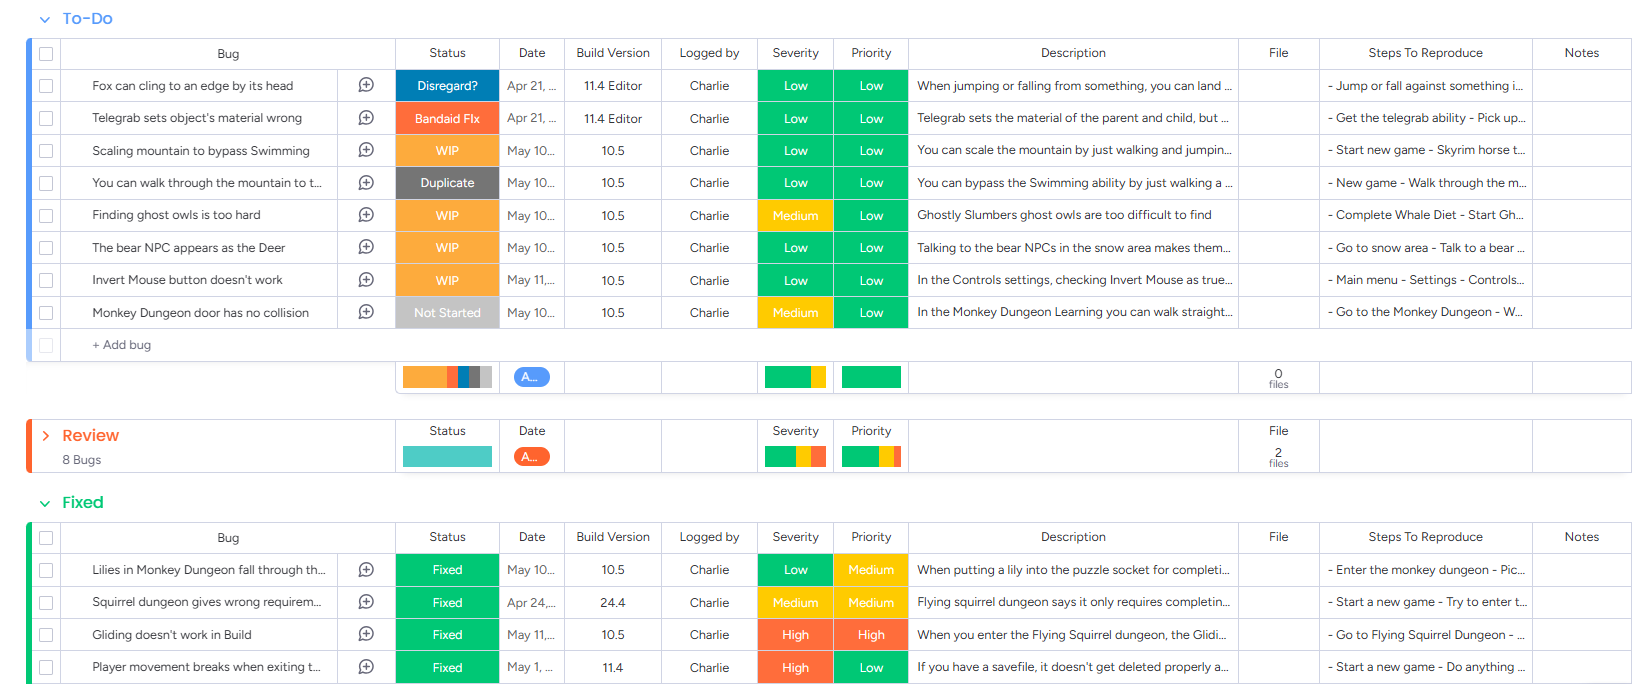 To-Do
Bug Status Date Build Version Logged by Severity Priority Description File Steps To Reproduce Notes
Fox can cling to an edge by its head Disregard? Apr 21, ... 11.4 Editor Charlie Low Low When jumping or falling from something, you can land ... - Jump or fall against something i...
Telegrab sets object's material wrong Bandaid FIx Apr 21, ... 11.4 Editor Charlie Low Low Telegrab sets the material of the parent and child, but ... - Get the telegrab ability - Pick up...
Scaling mountain to bypass Swimming WIP May 10... 10.5 Charlie Low Low You can scale the mountain by just walking and jumpin... - Start new game - Skyrim horse t...
You can walk through the mountain to t... Duplicate May 10... 10.5 Charlie Low Low You can bypass the Swimming ability by just walking a ... - New game - Walk through the m...
Finding ghost owls is too hard WIP May 10... 10.5 Charlie Medium Low Ghostly Slumbers ghost owls are too difficult to find - Complete Whale Diet - Start Gh...
The bear NPC appears as the Deer WIP May 10... 10.5 Charlie Low Low Talking to the bear NPCs in the snow area makes them... - Go to snow area - Talk to a bear ...
Invert Mouse button doesn't work WIP May 11,... 10.5 Charlie Low Low In the Controls settings, checking Invert Mouse as true... - Main menu - Settings - Controls...
Monkey Dungeon door has no collision Not Started May 10... 10.5 Charlie Medium Low In the Monkey Dungeon Learning you can walk straight... - Go to the Monkey Dungeon - W...
+ Add bug
A... 0
files
Review Status Date Severity Priority File
8 Bugs A... 2
files
Fixed
Bug Status Date Build Version Logged by Severity Priority Description File Steps To Reproduce Notes
Lilies in Monkey Dungeon fall through th... Fixed May 10... 10.5 Charlie Low Medium When putting a lily into the puzzle socket for completi... - Enter the monkey dungeon - Pic...
Squirrel dungeon gives wrong requirem... Fixed Apr 24,... 24.4 Charlie Medium Medium Flying squirrel dungeon says it only requires completin... - Start a new game - Try to enter t...
Gliding doesn't work in Build Fixed May 11,... 10.5 Charlie High High When you enter the Flying Squirrel dungeon, the Glidi... - Go to Flying Squirrel Dungeon - ...
Player movement breaks when exiting t... Fixed May 1, ... 11.4 Charlie High Low If you have a savefile, it doesn't get deleted properly a... - Start a new game - Do anything ...